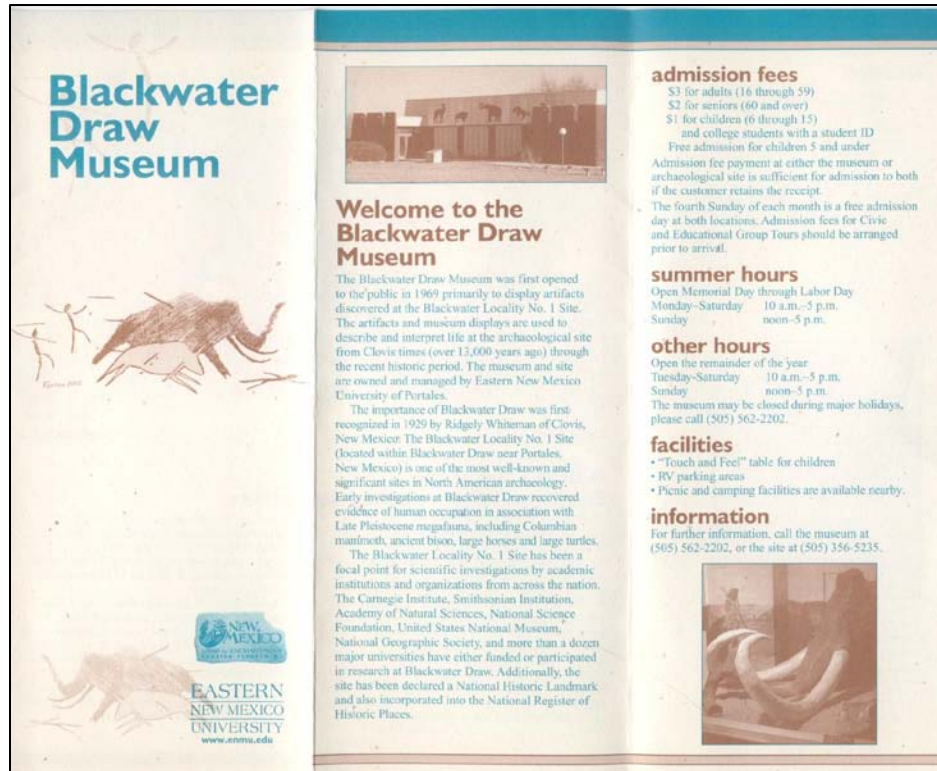 Blackwater
Draw
Museum
NEW
MEXICO
EASTERN
NEW MEXICO
UNIVERSITY
www.enmu.edu
Welcome to the
Blackwater Draw
Museum
The Blackwater Draw Museum was first opened
to the public in 1969 primarily to display artifacts
discovered at the Blackwater Locality No. 1 Site.
The artifacts and museum displays are used to
describe and interpret life at the archaeological site
from Clovis times (over 13,000 years ago) through
the recent historic period. The museum and site
are owned and managed by Eastern New Mexico
University of Portales.
The importance of Blackwater Draw was first
recognized in 1929 by Ridgely Whiteman of Clovis,
New Mexico. The Blackwater Locality No. 1 Site
(located within Blackwater Draw near Portales,
New Mexico) is one of the most well-known and
significant sites in North American archaeology.
Early investigations at Blackwater Draw recovered
evidence of human occupation in association with
Late Pleistocene megafauna, including Columbian
mammoth, ancient bison, large horses and large turtles.
The Blackwater Locality No. 1 Site has been a
focal point for scientific investigations by academic
institutions and organizations from across the nation.
The Carnegie Institute, Smithsonian Institution,
Academy of Natural Sciences, National Science
Foundation, United States National Museum,
National Geographic Society, and more than a dozen
major universities have either funded or participated
in research at Blackwater Draw. Additionally, the
site has been declared a National Historic Landmark
and also incorporated into the National Register of
Historic Places.
admission fees
$3 for adults (16 through 59)
$2 for seniors (60 and over)
$1 for children (6 through 15)
and college students with a student ID
Free admission for children 5 and under
Admission fee payment at either the museum or
archaeological site is sufficient for admission to both
if the customer retains the receipt.
The fourth Sunday of each month is a free admission
day at both locations. Admission fees for Civic
and Educational Group Tours should be arranged
prior to arrival.
summer hours
Open Memorial Day through Labor Day
Monday–Saturday 10 a.m.–5 p.m.
Sunday noon–5 p.m.
other hours
Open the remainder of the year
Tuesday-Saturday 10 a.m.–5 p.m.
Sunday noon–5 p.m.
The museum may be closed during major holidays,
please call (505) 562-2202.
facilities
• "Touch and Feel" table for children
• RV parking areas
• Picnic and camping facilities are available nearby.
information
For further information, call the museum at
(505) 562-2202, or the site at (505) 356-5235.